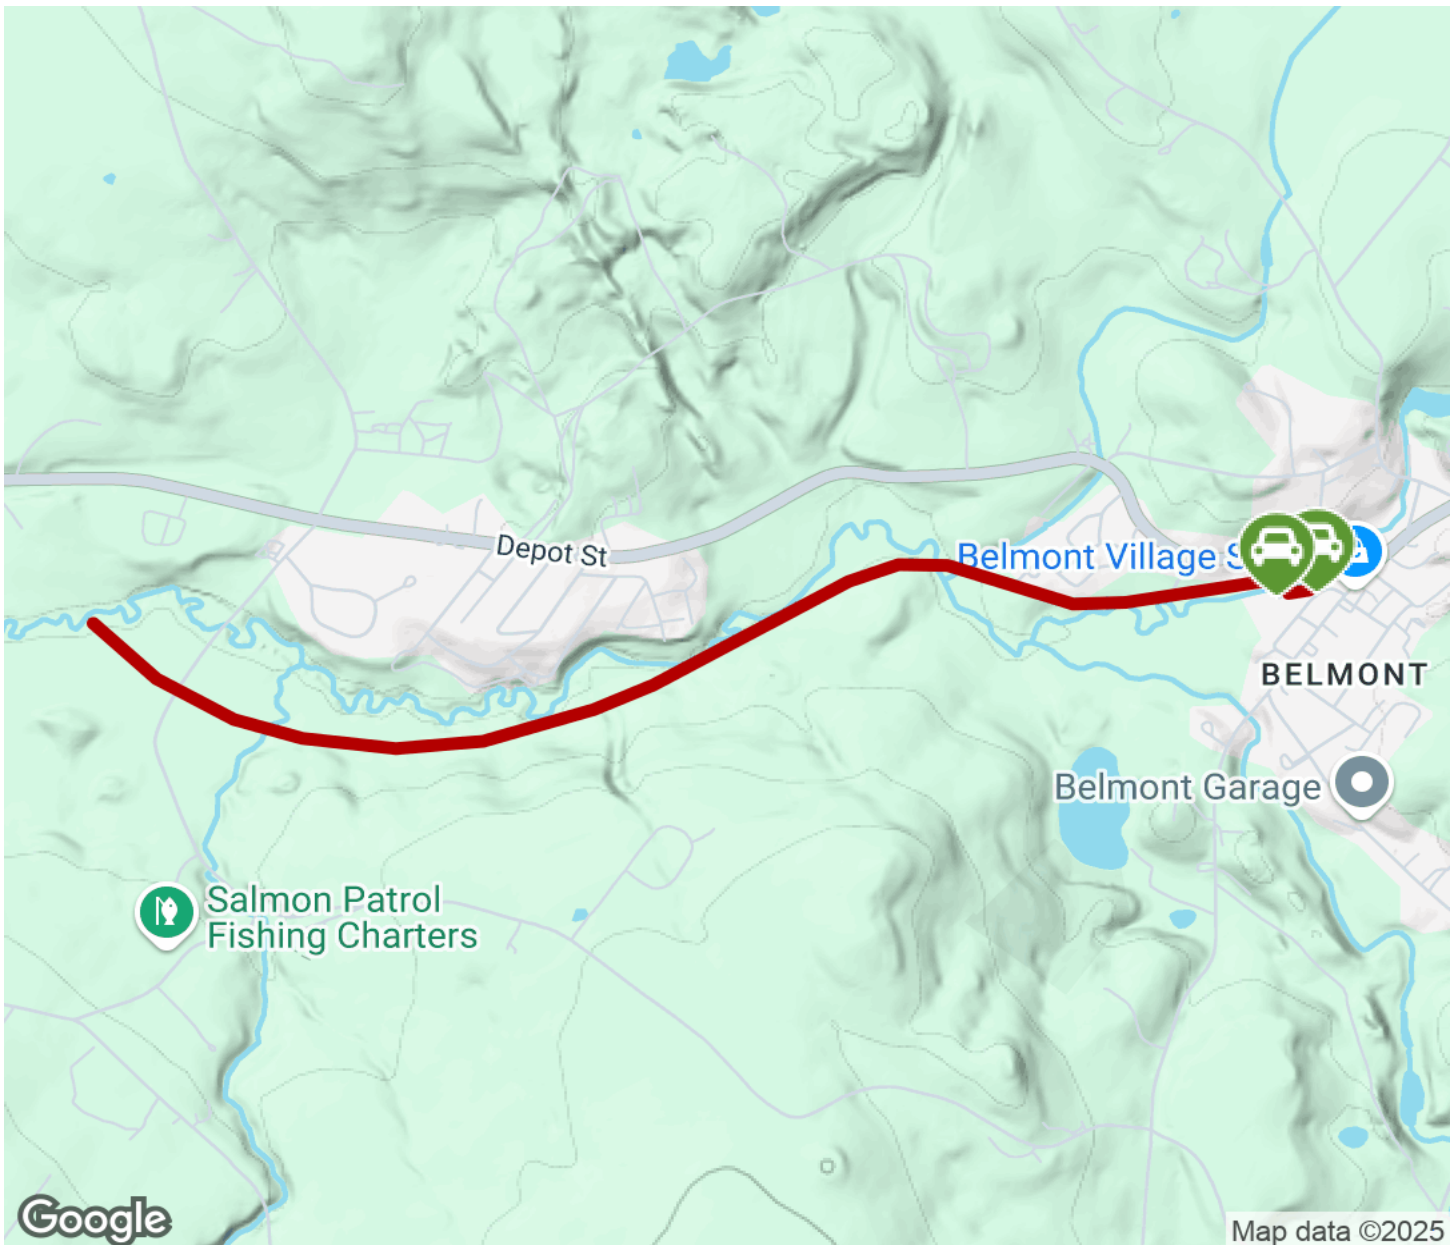 Depot St
Belmont Village S
BELMONT
Belmont Garage
Salmon Patrol
Fishing Charters
Google
Map data ©2025